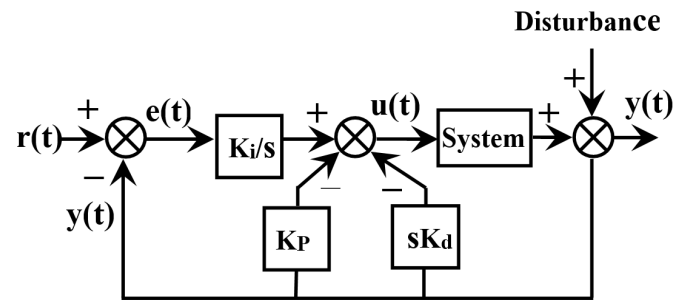 Disturbance
+
+ e(t) + u(t) + y(t)
r(t) Ki/s System
− − −
y(t) KP sKd